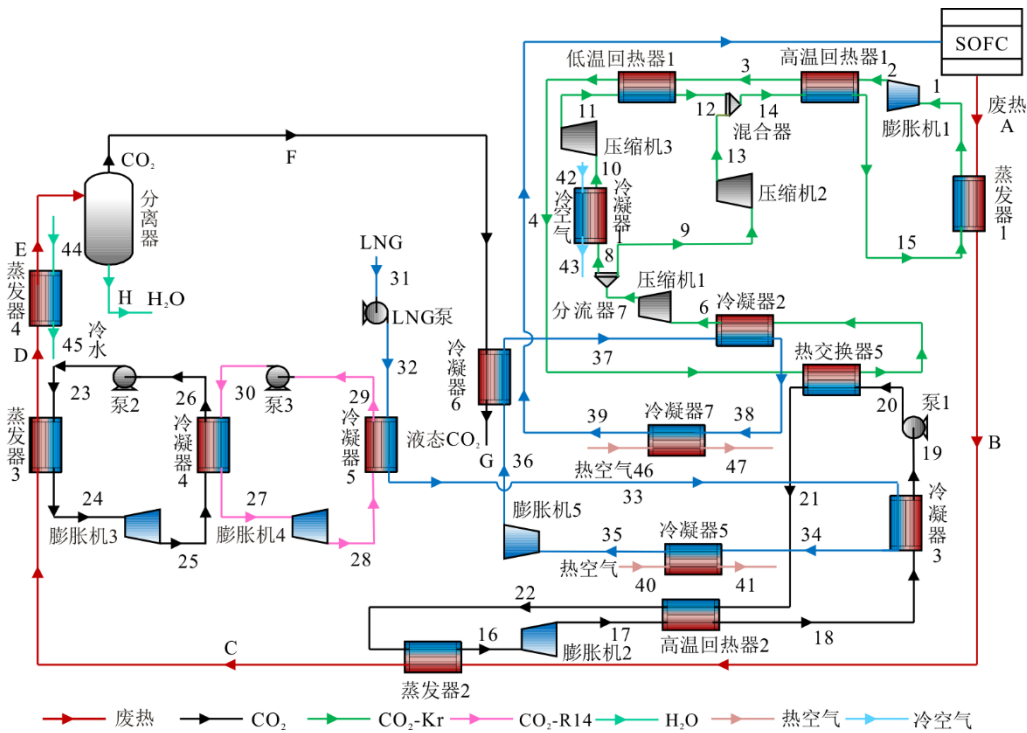 SOFC
低温回热器1
高温回热器1
3
2
1
膨胀机1
废热
A
11
12
14
混合器
压缩机3
13
压缩机2
10
42
冷空气
冷凝器1
43
8
9
4
15
蒸发器1
压缩机1
分流器7
6
冷凝器2
热交换器5
20
泵1
19
B
CO₂
F
分离器
E
44
蒸发器4
H
H₂O
D
45
冷水
LNG
31
LNG泵
32
冷凝器6
液态CO₂
G
37
36
39
冷凝器7
38
热空气46
47
33
23
泵2
26
30
泵3
29
蒸发器3
冷凝器4
冷凝器5
24
膨胀机3
25
27
膨胀机4
28
膨胀机5
35
冷凝器5
34
热空气
40
41
21
冷凝器3
22
16
17
膨胀机2
高温回热器2
18
C
蒸发器2
废热
CO₂
CO₂-Kr
CO₂-R14
H₂O
热空气
冷空气